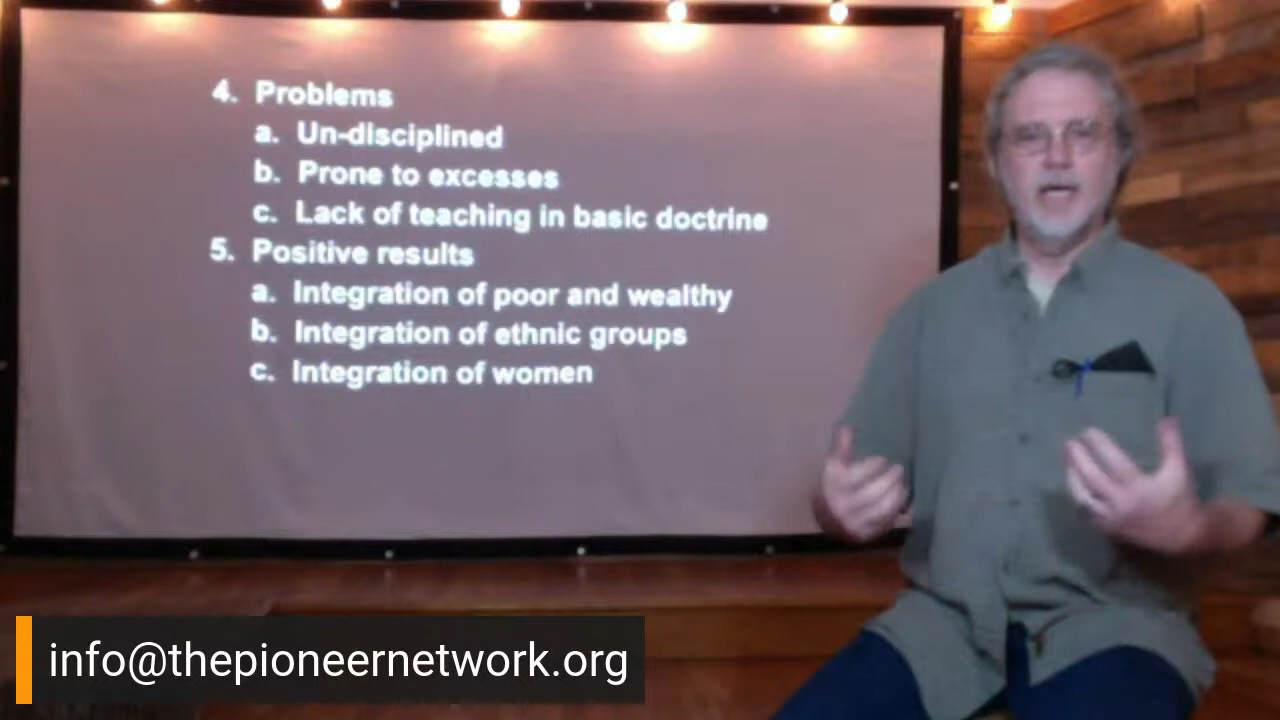 4. Problems
a. Un-disciplined
b. Prone to excesses
c. Lack of teaching in basic doctrine
5. Positive results
a. Integration of poor and wealthy
b. Integration of ethnic groups
c. Integration of women
info@thepioneernetwork.org